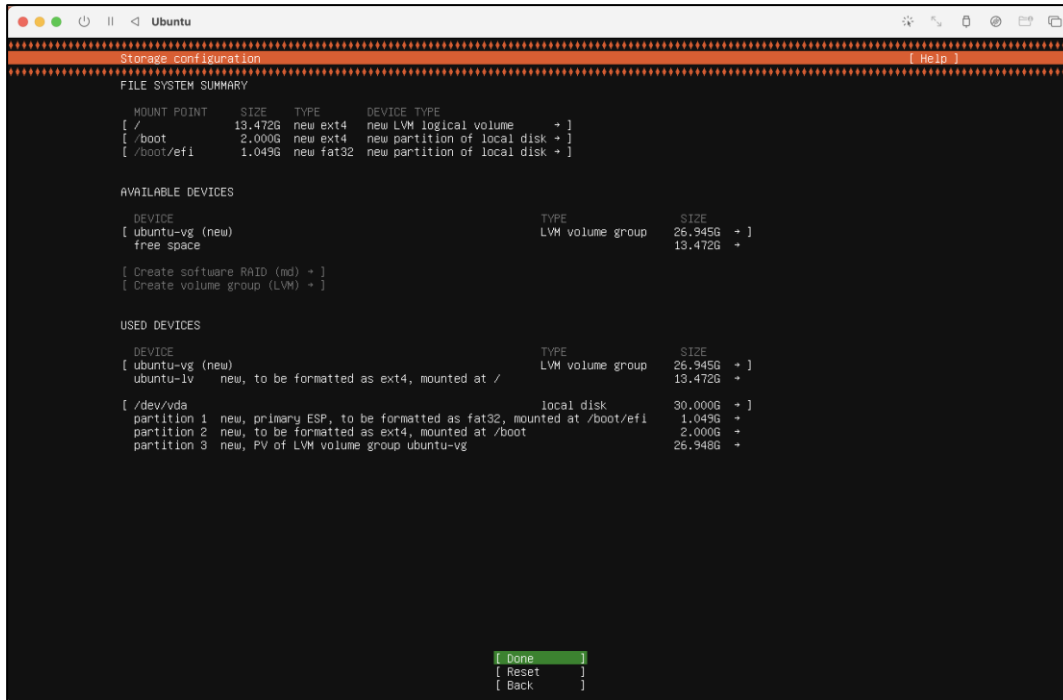 Ubuntu
Storage configuration [ Help ]
FILE SYSTEM SUMMARY
MOUNT POINT SIZE TYPE DEVICE TYPE
[ / 13.472G new ext4 new LVM logical volume → ]
[ /boot 2.000G new ext4 new partition of local disk → ]
[ /boot/efi 1.049G new fat32 new partition of local disk → ]
AVAILABLE DEVICES
DEVICE TYPE SIZE
[ ubuntu-vg (new) LVM volume group 26.945G → ]
free space 13.472G →
[ Create software RAID (md) → ]
[ Create volume group (LVM) → ]
USED DEVICES
DEVICE TYPE SIZE
[ ubuntu-vg (new) LVM volume group 26.945G → ]
ubuntu-lv new, to be formatted as ext4, mounted at / 13.472G →
[ /dev/vda local disk 30.000G → ]
partition 1 new, primary ESP, to be formatted as fat32, mounted at /boot/efi 1.049G →
partition 2 new, to be formatted as ext4, mounted at /boot 2.000G →
partition 3 new, PV of LVM volume group ubuntu-vg 26.948G →
[ Done ]
[ Reset ]
[ Back ]